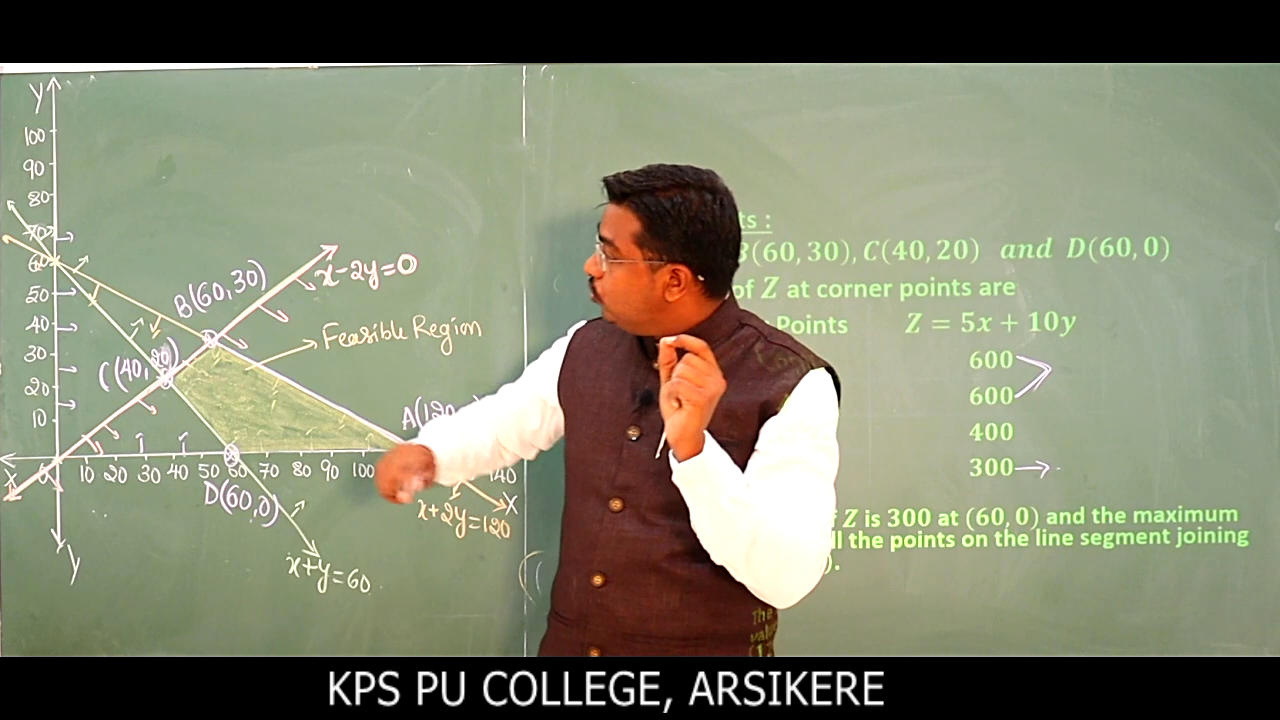 Y
100
90
80
70
60
50
40
30
20
10
X
0
10 20 30 40 50 60 70 80 90 100
140
X
Y
B(60,30)
x-2y=0
Feasible Region
C(40,20)
A(120
D(60,0)
x+2y=120
x+y=60
ts :
B(60, 30), C(40, 20) and D(60, 0)
of Z at corner points are
Points Z = 5x + 10y
600
600
400
300
Z is 300 at (60, 0) and the maximum
ll the points on the line segment joining
).
The
KPS PU COLLEGE, ARSIKERE